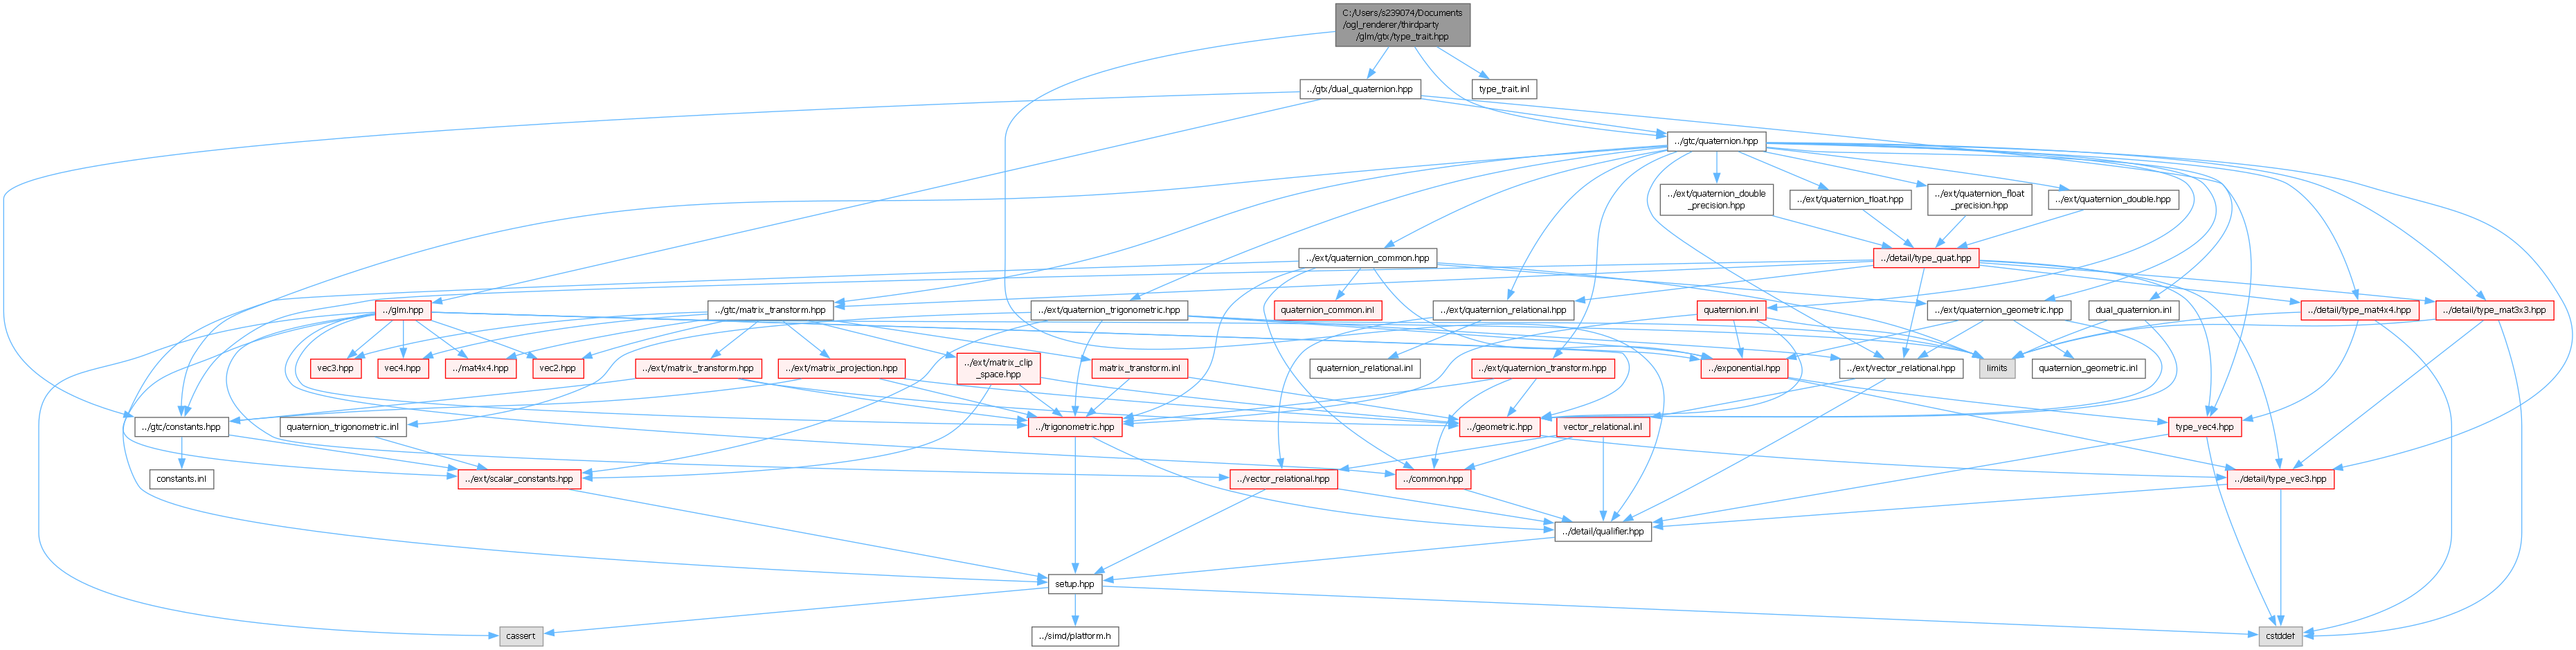 C:/Users/s239074/Documents
/ogl_renderer/thirdparty
/glm/gtx/type_trait.hpp
../gtx/dual_quaternion.hpp
type_trait.inl
../gtc/quaternion.hpp
../ext/quaternion_double
_precision.hpp
../ext/quaternion_float.hpp
../ext/quaternion_float
_precision.hpp
../ext/quaternion_double.hpp
../ext/quaternion_common.hpp
../detail/type_quat.hpp
../glm.hpp
../gtc/matrix_transform.hpp
../ext/quaternion_trigonometric.hpp
quaternion_common.inl
../ext/quaternion_relational.hpp
quaternion.inl
../ext/quaternion_geometric.hpp
dual_quaternion.inl
../detail/type_mat4x4.hpp
../detail/type_mat3x3.hpp
vec3.hpp
vec4.hpp
../mat4x4.hpp
vec2.hpp
../ext/matrix_transform.hpp
../ext/matrix_projection.hpp
../ext/matrix_clip
_space.hpp
matrix_transform.inl
quaternion_relational.inl
../ext/quaternion_transform.hpp
../exponential.hpp
../ext/vector_relational.hpp
limits
quaternion_geometric.inl
../gtc/constants.hpp
quaternion_trigonometric.inl
../trigonometric.hpp
../geometric.hpp
vector_relational.inl
type_vec4.hpp
constants.inl
../ext/scalar_constants.hpp
../vector_relational.hpp
../common.hpp
../detail/type_vec3.hpp
../detail/qualifier.hpp
setup.hpp
cassert
../simd/platform.h
cstddef